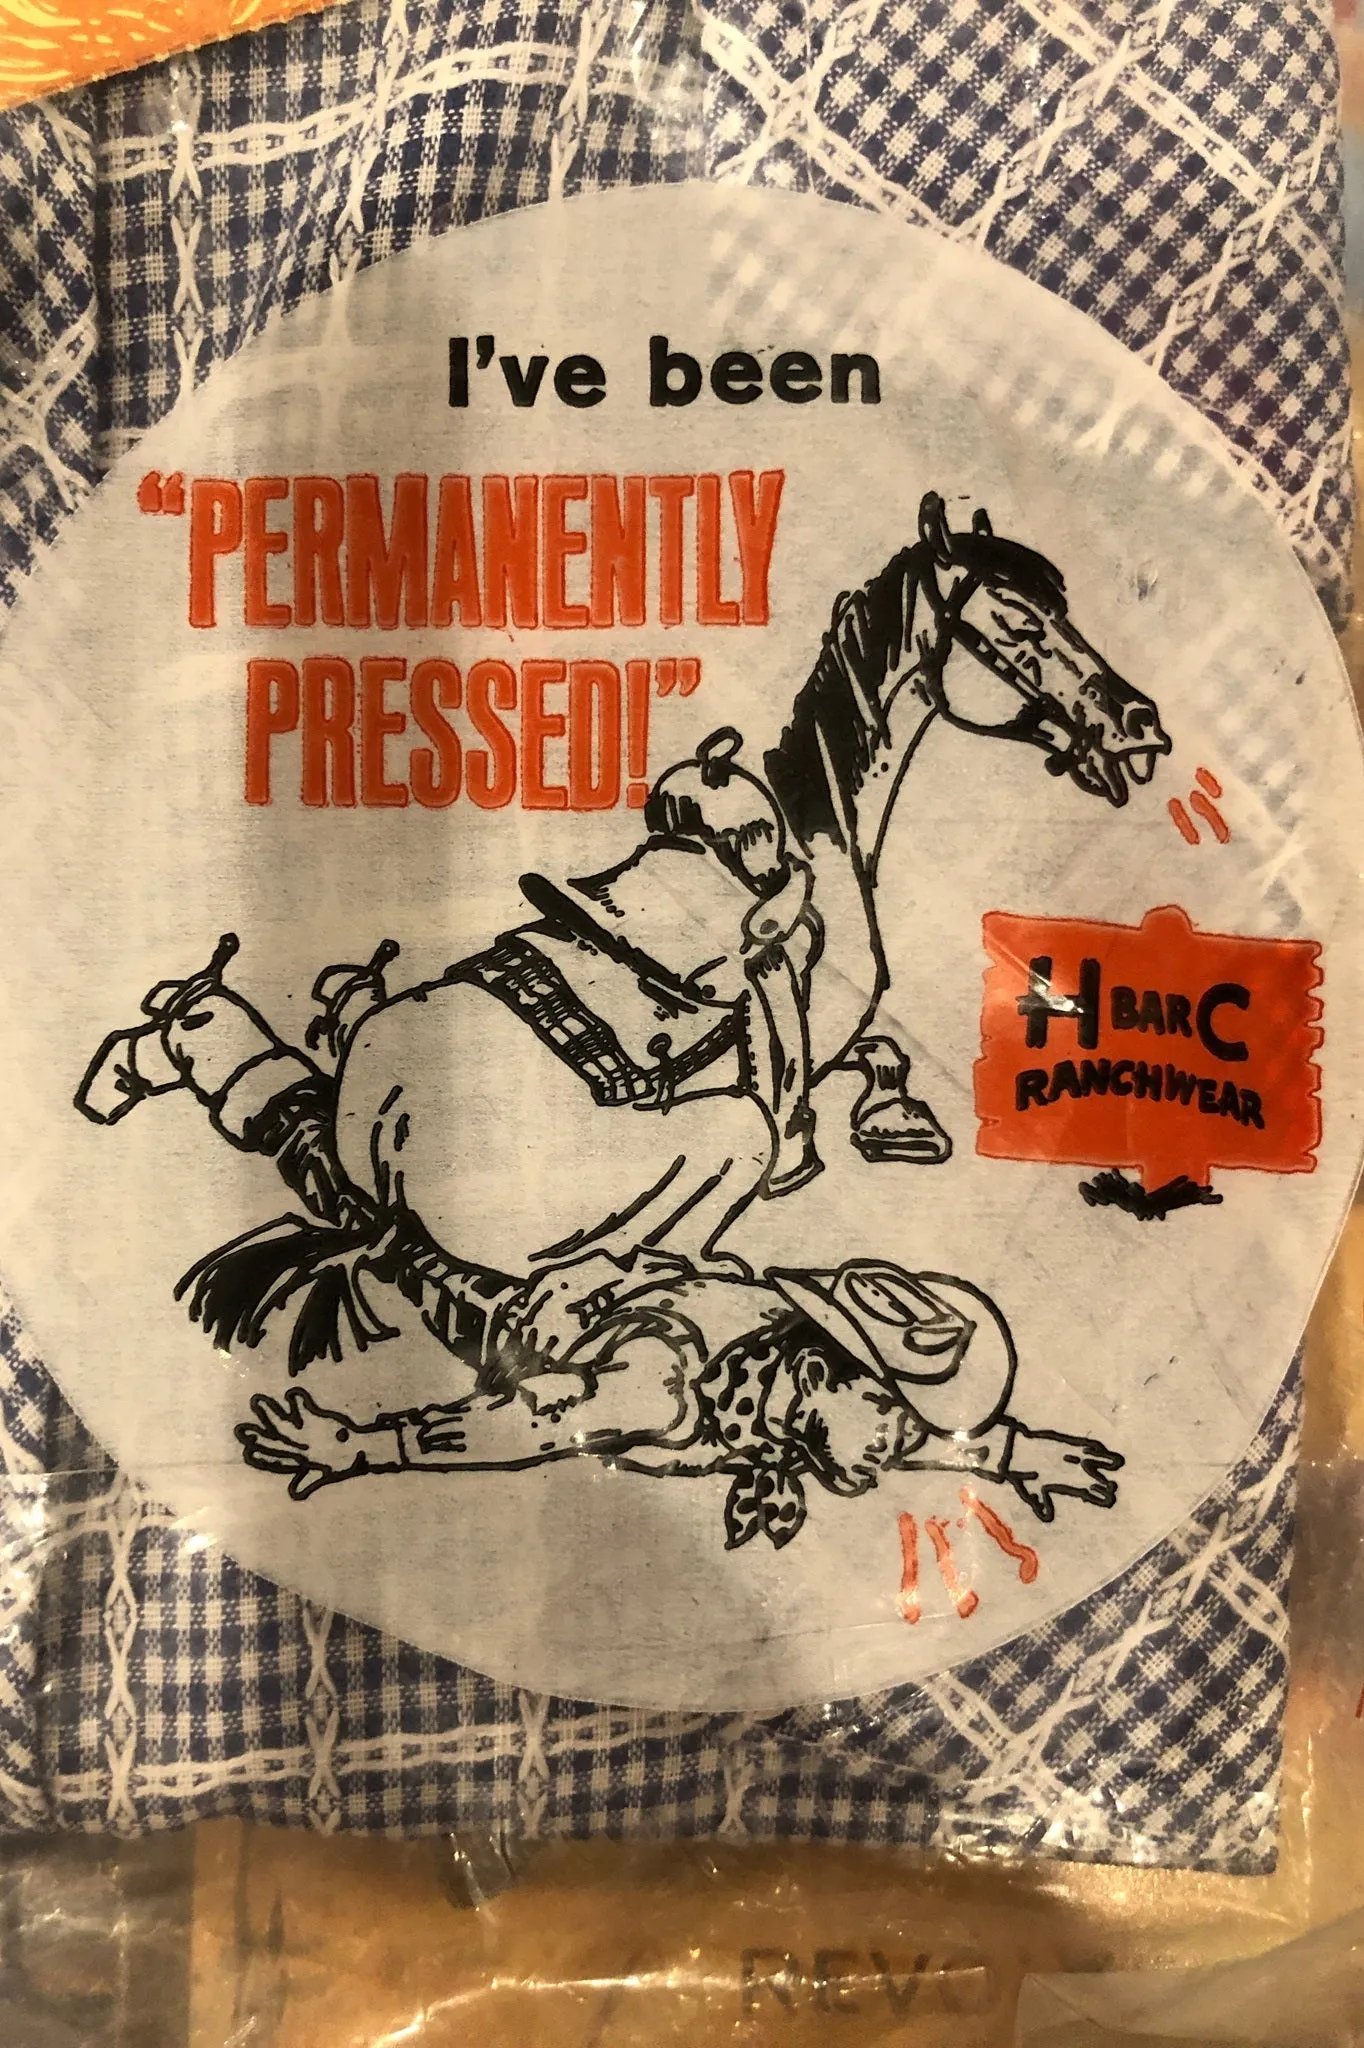 I've been
“PERMANENTLY
PRESSED!”
H BAR C
RANCHWEAR